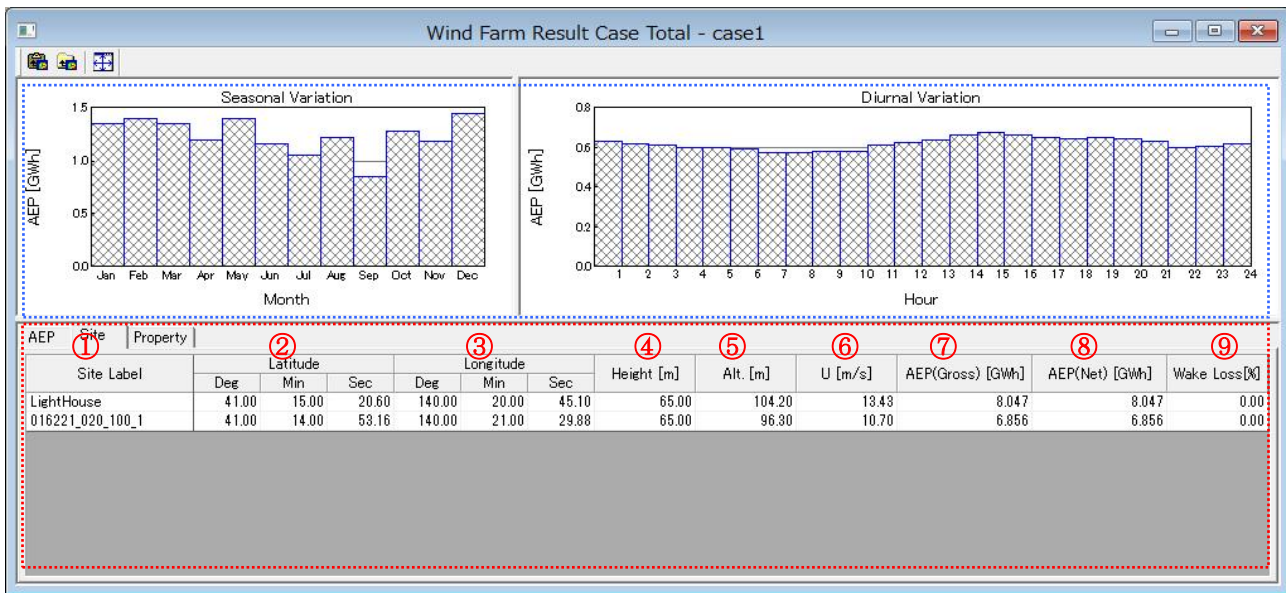 Wind Farm Result Case Total - case1
Seasonal Variation
AEP [GWh]
1.5
1.0
0.5
0.0
Jan Feb Mar Apr May Jun Jul Aug Sep Oct Nov Dec
Month
Diurnal Variation
AEP [GWh]
0.8
0.6
0.4
0.2
0.0
1 2 3 4 5 6 7 8 9 10 11 12 13 14 15 16 17 18 19 20 21 22 23 24
Hour
AEP Site Property
① ② ③ ④ ⑤ ⑥ ⑦ ⑧ ⑨
Site Label Latitude Longitude Height [m] Alt. [m] U [m/s] AEP(Gross) [GWh] AEP(Net) [GWh] Wake Loss[%]
Deg Min Sec Deg Min Sec
LightHouse 41.00 15.00 20.60 140.00 20.00 45.10 65.00 104.20 13.43 8.047 8.047 0.00
016221_020_100_1 41.00 14.00 53.16 140.00 21.00 29.88 65.00 96.30 10.70 6.856 6.856 0.00